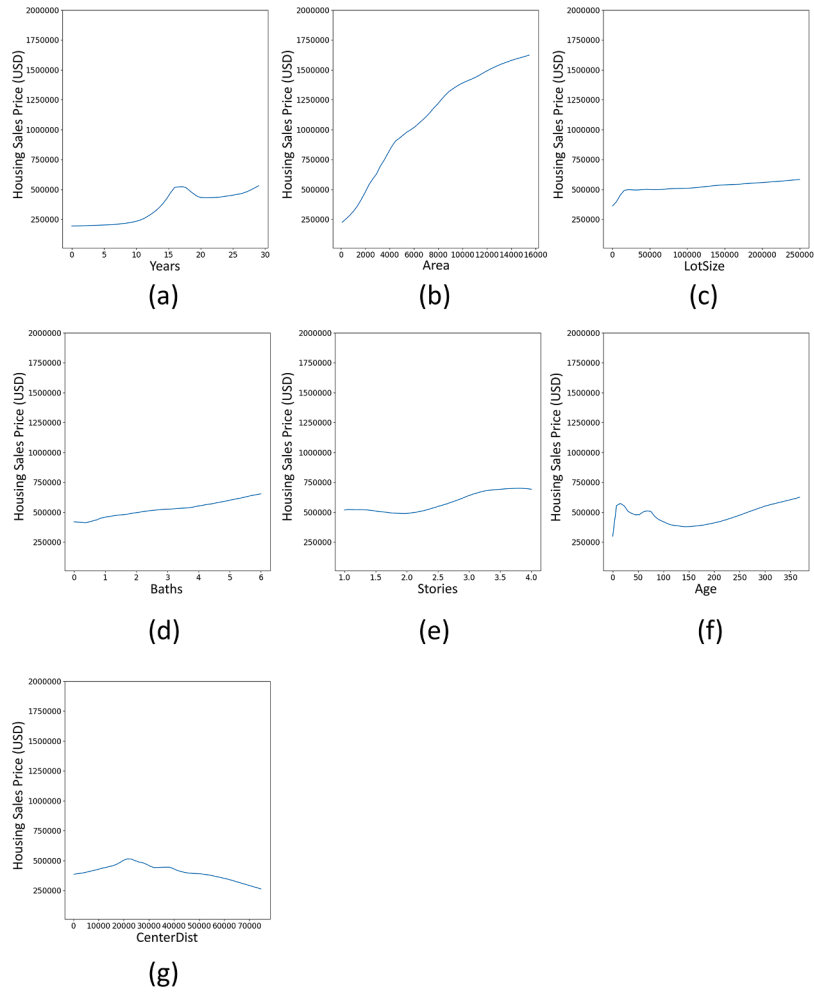 Housing Sales Price (USD)
2000000
1750000
1500000
1250000
1000000
750000
500000
250000
0 5 10 15 20 25 30
Years
(a)
Housing Sales Price (USD)
2000000
1750000
1500000
1250000
1000000
750000
500000
250000
0 2000 4000 6000 8000 10000 12000 14000 16000
Area
(b)
Housing Sales Price (USD)
2000000
1750000
1500000
1250000
1000000
750000
500000
250000
0 50000 100000 150000 200000 250000
LotSize
(c)
Housing Sales Price (USD)
2000000
1750000
1500000
1250000
1000000
750000
500000
250000
0 1 2 3 4 5 6
Baths
(d)
Housing Sales Price (USD)
2000000
1750000
1500000
1250000
1000000
750000
500000
250000
1.0 1.5 2.0 2.5 3.0 3.5 4.0
Stories
(e)
Housing Sales Price (USD)
2000000
1750000
1500000
1250000
1000000
750000
500000
250000
0 50 100 150 200 250 300 350
Age
(f)
Housing Sales Price (USD)
2000000
1750000
1500000
1250000
1000000
750000
500000
250000
0 10000 20000 30000 40000 50000 60000 70000
CenterDist
(g)